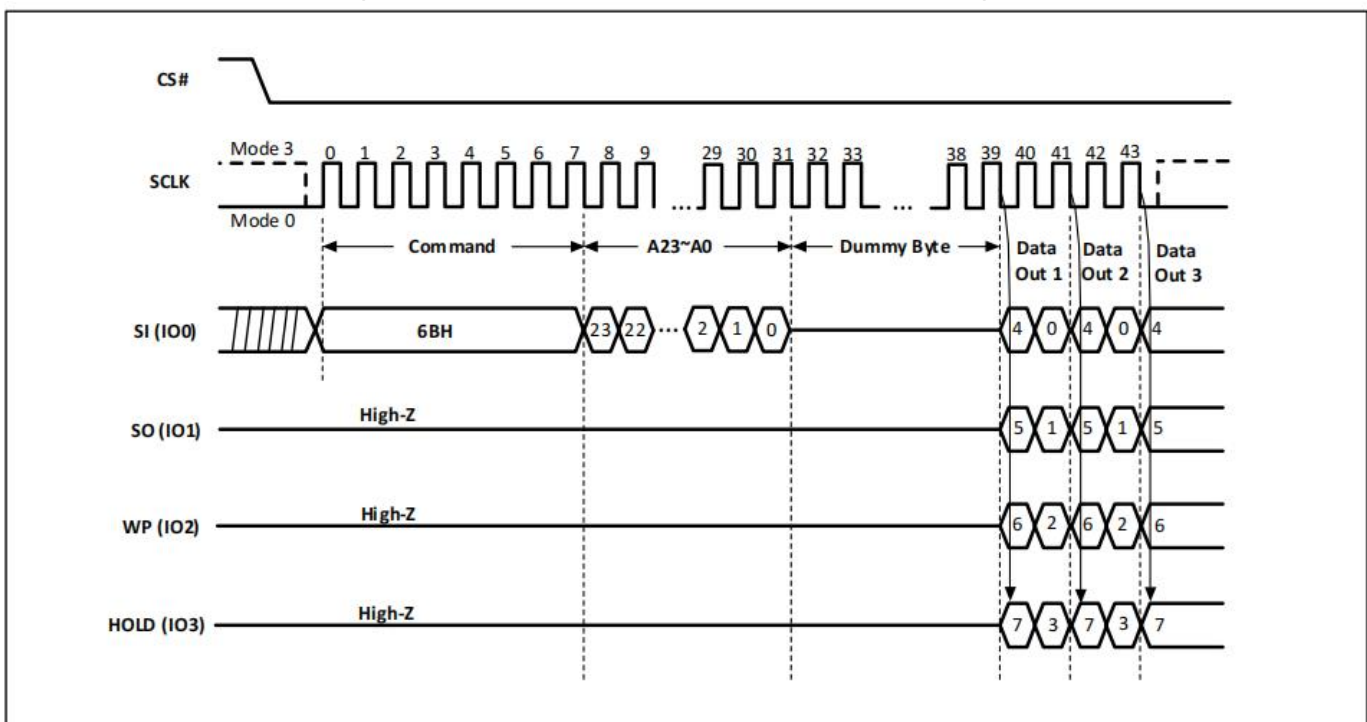 CS#
Mode 3
0 1 2 3 4 5 6 7 8 9 29 30 31 32 33 38 39 40 41 42 43
SCLK
... ...
Mode 0
Command A23~A0 Dummy Byte Data Out 1 Data Out 2 Data Out 3
SI (IO0) 6BH 23 22 ... 2 1 0 4 0 4 0 4
High-Z
SO (IO1) 5 1 5 1 5
High-Z
WP (IO2) 6 2 6 2 6
High-Z
HOLD (IO3) 7 3 7 3 7